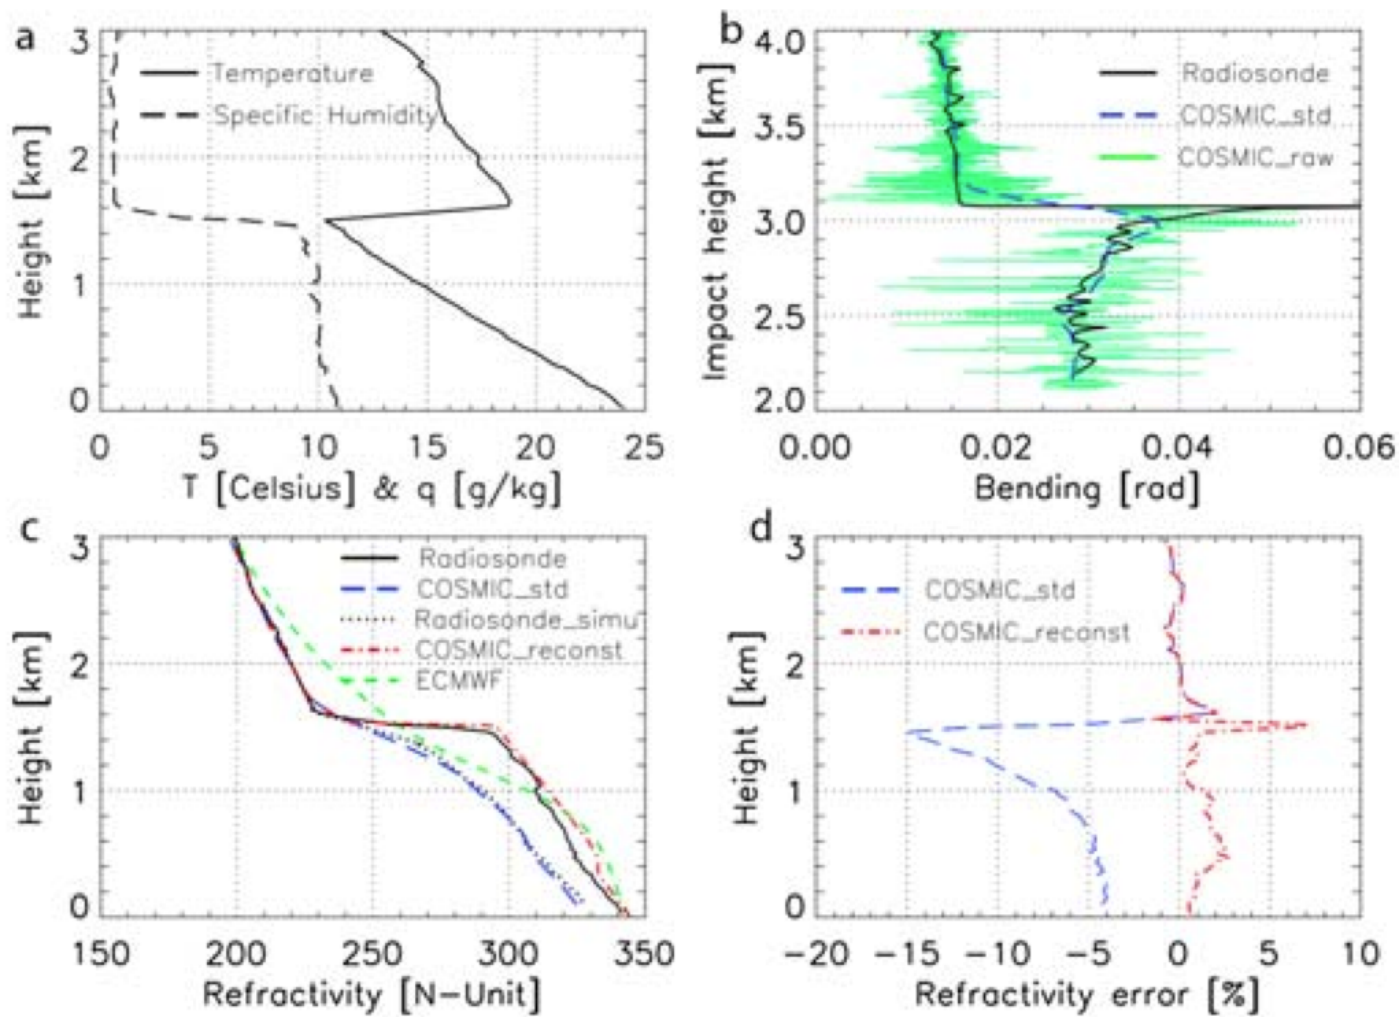 a
3
2
1
0
Height [km]
Temperature
Specific Humidity
0 5 10 15 20 25
T [Celsius] & q [g/kg]
b
4.0
3.5
3.0
2.5
2.0
Impact height [km]
Radiosonde
COSMIC_std
COSMIC_raw
0.00 0.02 0.04 0.06
Bending [rad]
c
3
2
1
0
Height [km]
Radiosonde
COSMIC_std
Radiosonde_simu
COSMIC_reconst
ECMWF
150 200 250 300 350
Refractivity [N-Unit]
d
3
2
1
0
Height [km]
COSMIC_std
COSMIC_reconst
-20 -15 -10 -5 0 5 10
Refractivity error [%]